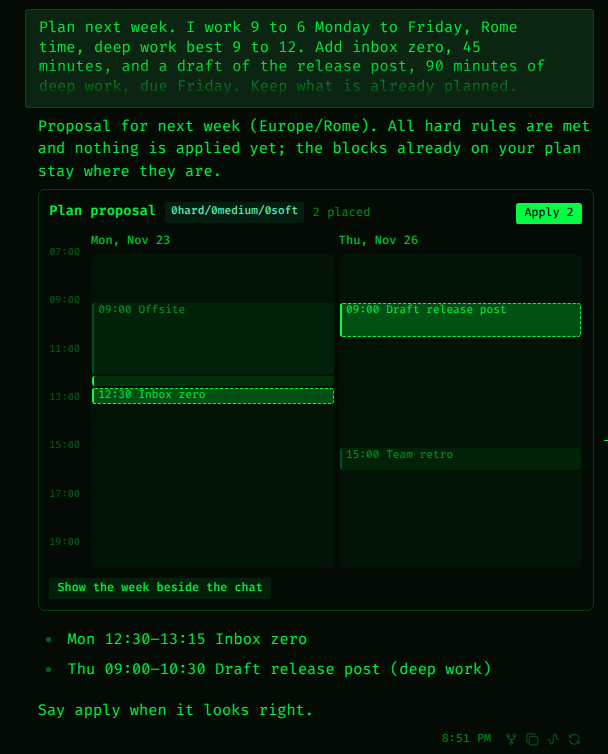 Plan next week. I work 9 to 6 Monday to Friday, Rome
time, deep work best 9 to 12. Add inbox zero, 45
minutes, and a draft of the release post, 90 minutes of
deep work, due Friday. Keep what is already planned.
Proposal for next week (Europe/Rome). All hard rules are met
and nothing is applied yet; the blocks already on your plan
stay where they are.
Plan proposal 0hard/0medium/0soft 2 placed Apply 2
Mon, Nov 23 Thu, Nov 26
07:00
09:00
09:00 Offsite 09:00 Draft release post
11:00
12:30 Inbox zero
13:00
15:00
15:00 Team retro
17:00
19:00
Show the week beside the chat
• Mon 12:30–13:15 Inbox zero
• Thu 09:00–10:30 Draft release post (deep work)
Say apply when it looks right.
8:51 PM